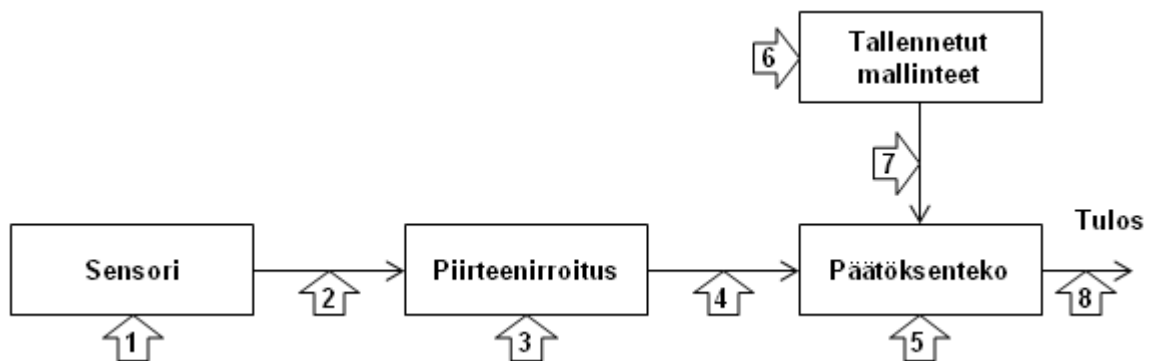 6
Tallennetut
mallinteet
7
Tulos
Sensori
Piirteenirroitus
Päätöksenteko
2
4
8
1
3
5